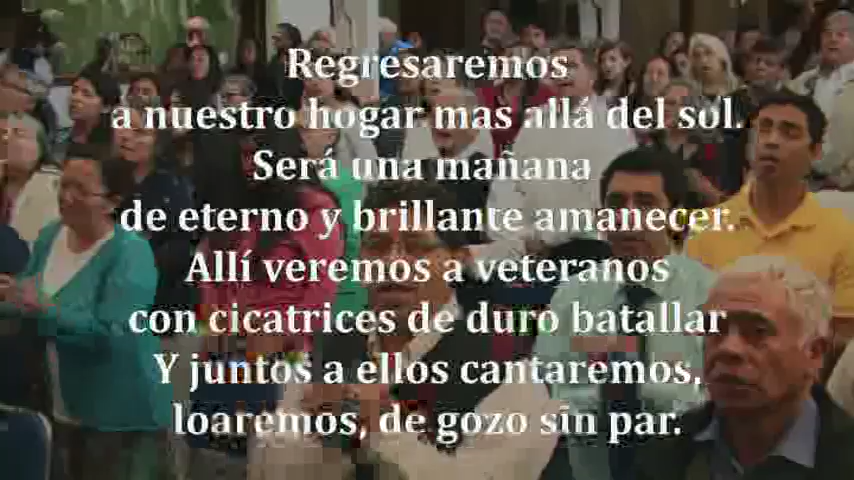 Regresaremos
a nuestro hogar mas allá del sol.
Será una mañana
de eterno y brillante amanecer.
Allí veremos a veteranos
con cicatrices de duro batallar
Y juntos a ellos cantaremos,
loaremos, de gozo sin par.